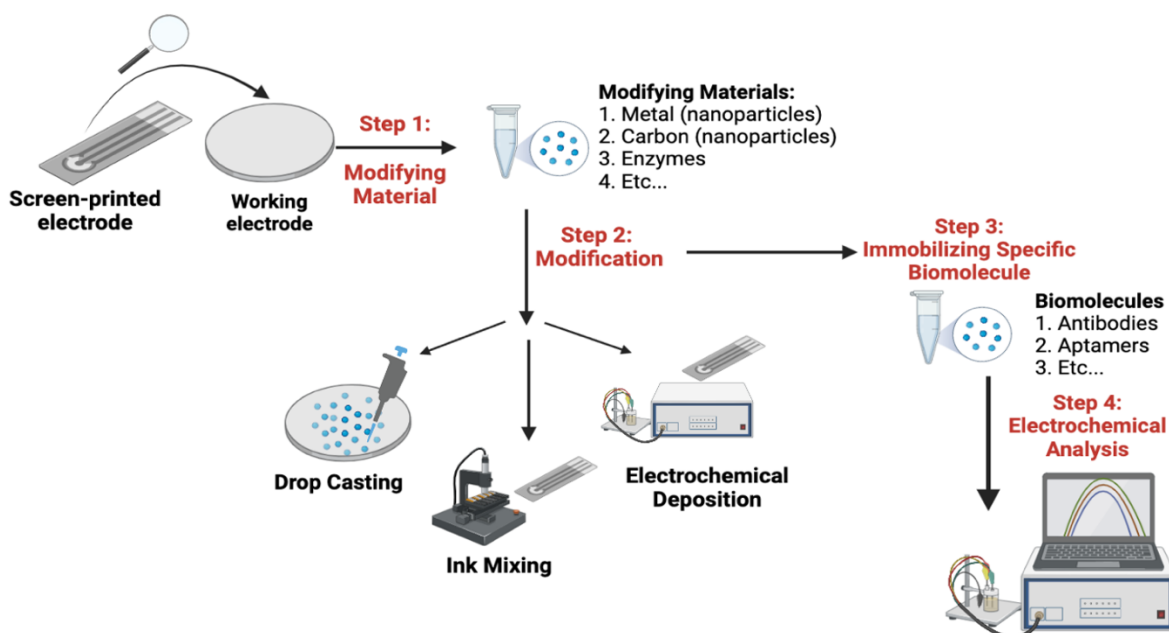 Screen-printed
electrode
Working
electrode
Step 1:
Modifying
Material
Modifying Materials:
1. Metal (nanoparticles)
2. Carbon (nanoparticles)
3. Enzymes
4. Etc...
Step 2:
Modification
Drop Casting
Ink Mixing
Electrochemical
Deposition
Step 3:
Immobilizing Specific
Biomolecule
Biomolecules
1. Antibodies
2. Aptamers
3. Etc...
Step 4:
Electrochemical
Analysis